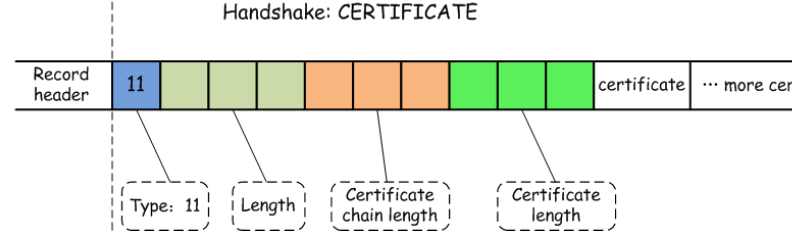 Handshake: CERTIFICATE
Record
header
11
certificate
··· more cer
Type: 11
Length
Certificate
chain length
Certificate
length